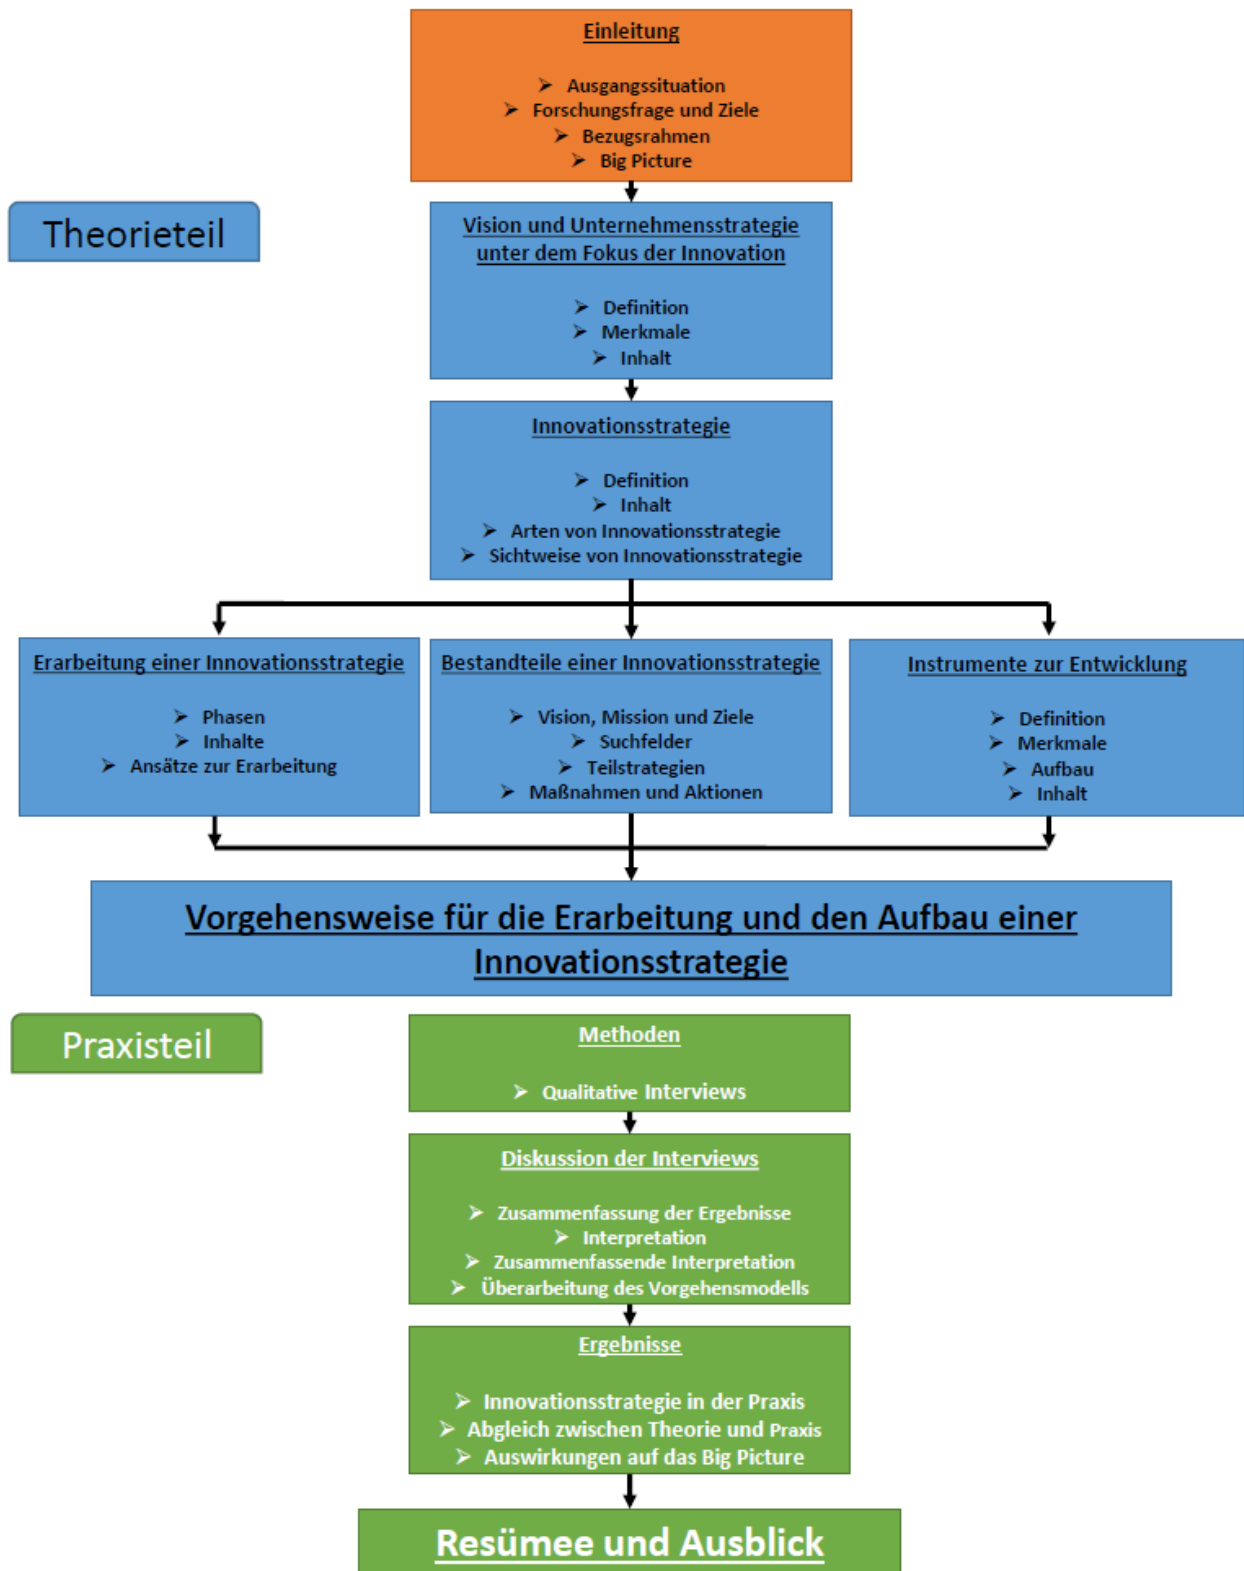 Einleitung
➢ Ausgangssituation
➢ Forschungsfrage und Ziele
➢ Bezugsrahmen
➢ Big Picture
Theorieteil
Vision und Unternehmensstrategie
unter dem Fokus der Innovation
➢ Definition
➢ Merkmale
➢ Inhalt
Innovationsstrategie
➢ Definition
➢ Inhalt
➢ Arten von Innovationsstrategie
➢ Sichtweise von Innovationsstrategie
Erarbeitung einer Innovationsstrategie
➢ Phasen
➢ Inhalte
➢ Ansätze zur Erarbeitung
Bestandteile einer Innovationsstrategie
➢ Vision, Mission und Ziele
➢ Suchfelder
➢ Teilstrategien
➢ Maßnahmen und Aktionen
Instrumente zur Entwicklung
➢ Definition
➢ Merkmale
➢ Aufbau
➢ Inhalt
Vorgehensweise für die Erarbeitung und den Aufbau einer
Innovationsstrategie
Praxisteil
Methoden
➢ Qualitative Interviews
Diskussion der Interviews
➢ Zusammenfassung der Ergebnisse
➢ Interpretation
➢ Zusammenfassende Interpretation
➢ Überarbeitung des Vorgehensmodells
Ergebnisse
➢ Innovationsstrategie in der Praxis
➢ Abgleich zwischen Theorie und Praxis
➢ Auswirkungen auf das Big Picture
Resümee und Ausblick